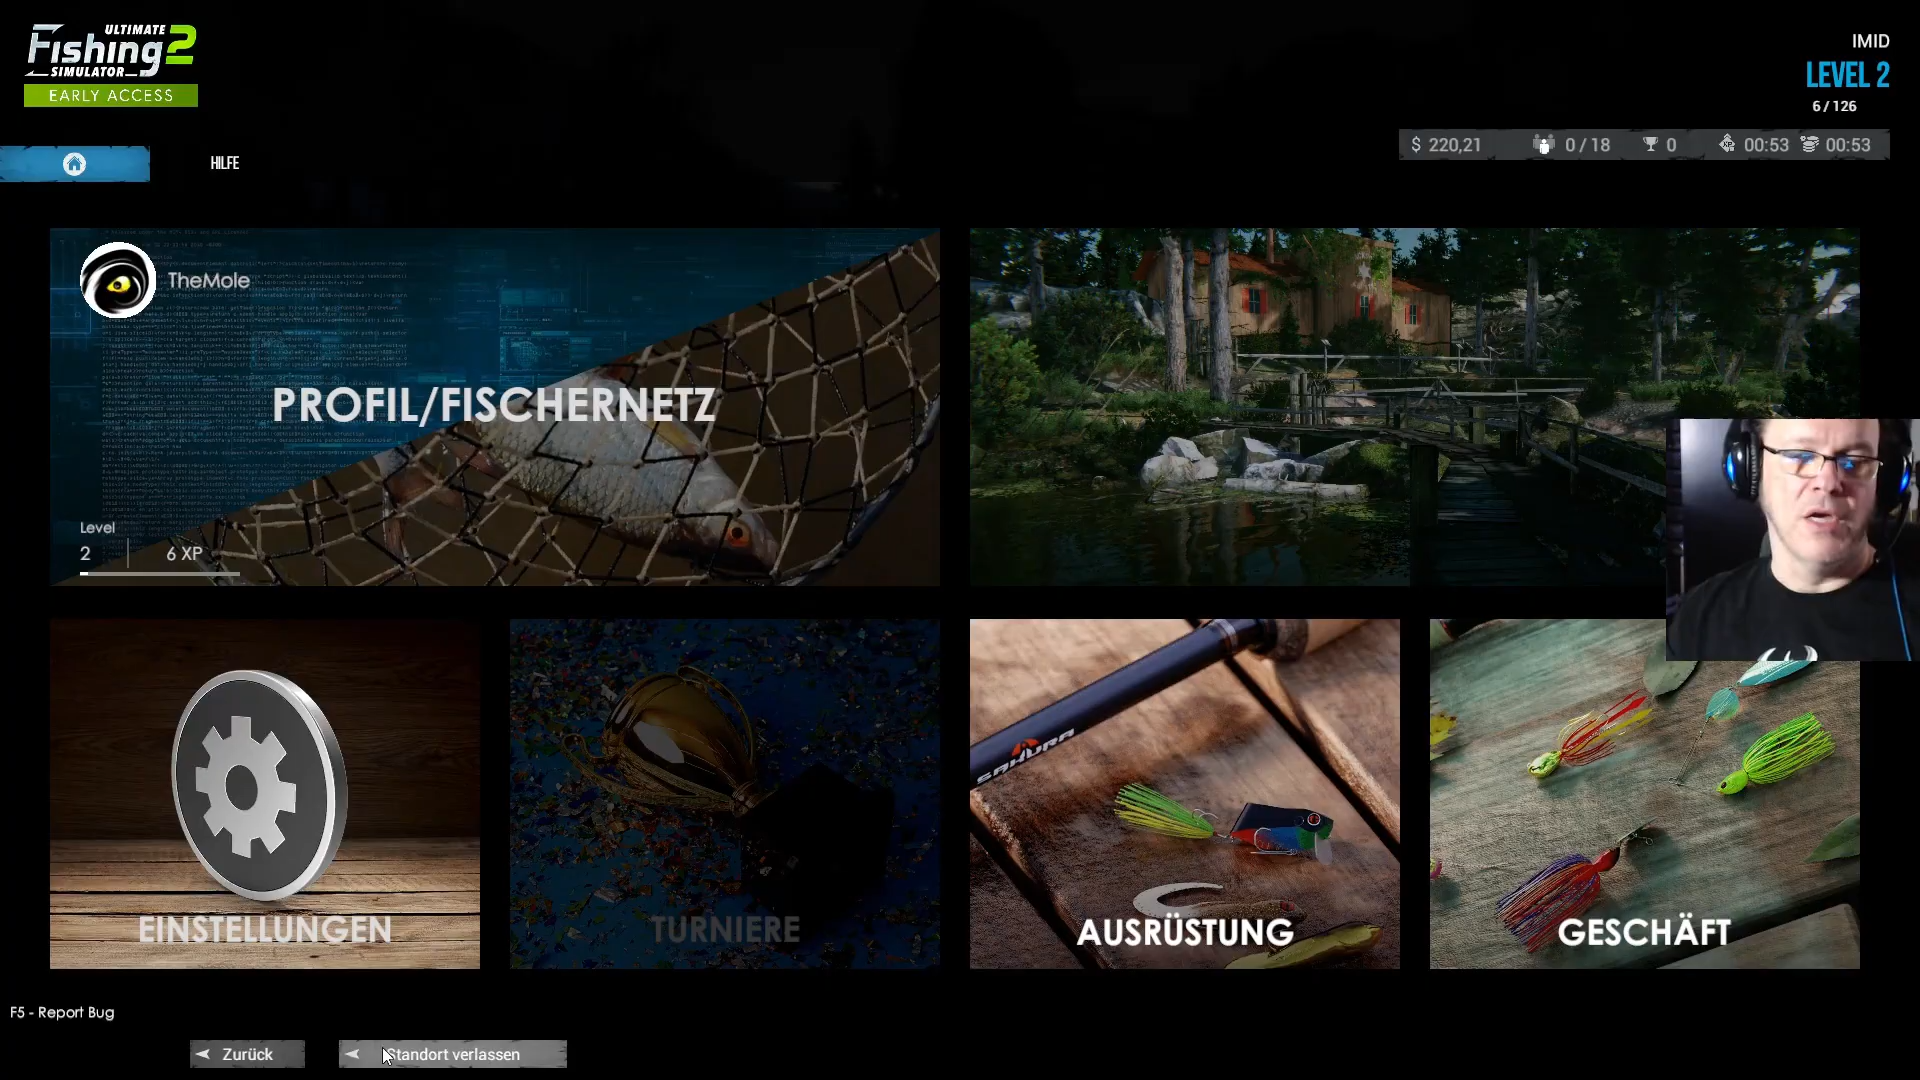 ULTIMATE
Fishing 2
SIMULATOR
EARLY ACCESS
IMID
LEVEL 2
6 / 126
$ 220,21
0 / 18
0
XP 00:53
00:53
HILFE
TheMole
PROFIL/FISCHERNETZ
Level
2
6 XP
SAKURA
EINSTELLUNGEN
TURNIERE
AUSRÜSTUNG
GESCHÄFT
F5 - Report Bug
Zurück
Standort verlassen